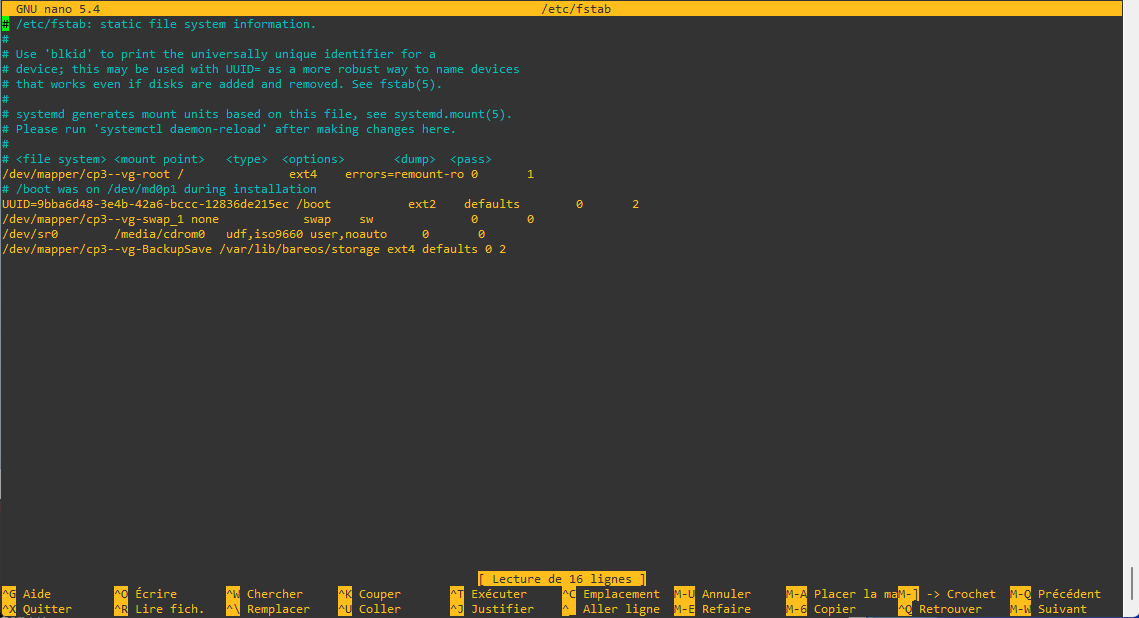 GNU nano 5.4 /etc/fstab
# /etc/fstab: static file system information.
#
# Use 'blkid' to print the universally unique identifier for a
# device; this may be used with UUID= as a more robust way to name devices
# that works even if disks are added and removed. See fstab(5).
#
# systemd generates mount units based on this file, see systemd.mount(5).
# Please run 'systemctl daemon-reload' after making changes here.
#
# <file system> <mount point>   <type>  <options>       <dump>  <pass>
/dev/mapper/cp3--vg-root /               ext4    errors=remount-ro 0       1
# /boot was on /dev/md0p1 during installation
UUID=9bba6d48-3e4b-42a6-bccc-12836de215ec /boot           ext2    defaults        0       2
/dev/mapper/cp3--vg-swap_1 none            swap    sw              0       0
/dev/sr0        /media/cdrom0   udf,iso9660 user,noauto     0       0
/dev/mapper/cp3--vg-BackupSave /var/lib/bareos/storage ext4 defaults 0 2
[ Lecture de 16 lignes ]
^G Aide ^O Écrire ^W Chercher ^K Couper ^T Exécuter ^C Emplacement M-U Annuler M-A Placer la ma M-] -> Crochet M-Q Précédent
^X Quitter ^R Lire fich. ^\ Remplacer ^U Coller ^J Justifier ^_ Aller ligne M-E Refaire M-6 Copier ^Q Retrouver M-W Suivant